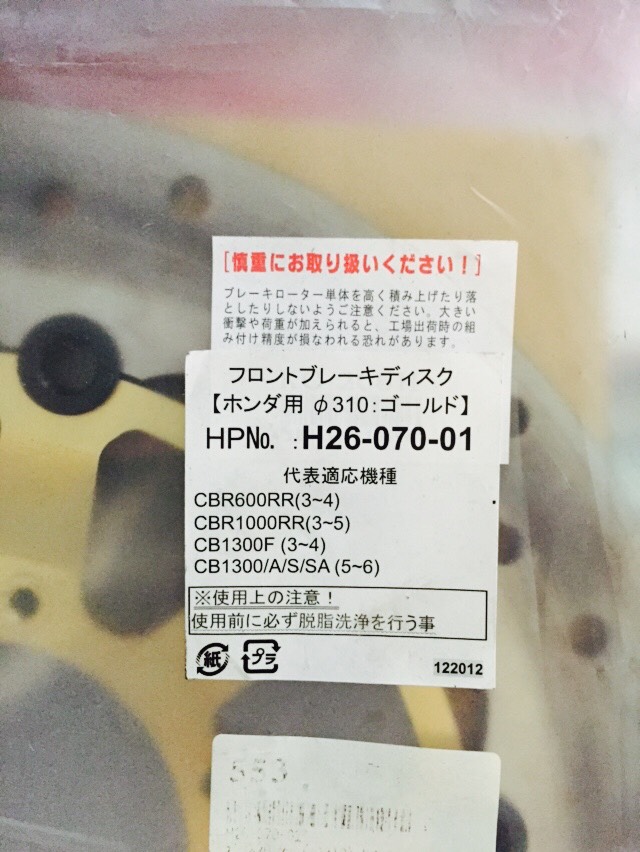 [慎重にお取り扱いください！]
ブレーキローター単体を高く積み上げたり落
としたりしないようご注意ください。大きい
衝撃や荷重が加えられると、工場出荷時の組
み付け精度が損なわれる恐れがあります。
フロントブレーキディスク
【ホンダ用 φ310:ゴールド】
HP№. :H26-070-01
代表適応機種
CBR600RR(3~4)
CBR1000RR(3~5)
CB1300F (3~4)
CB1300/A/S/SA (5~6)
※使用上の注意！
使用前に必ず脱脂洗浄を行う事
紙 プラ
122012
553